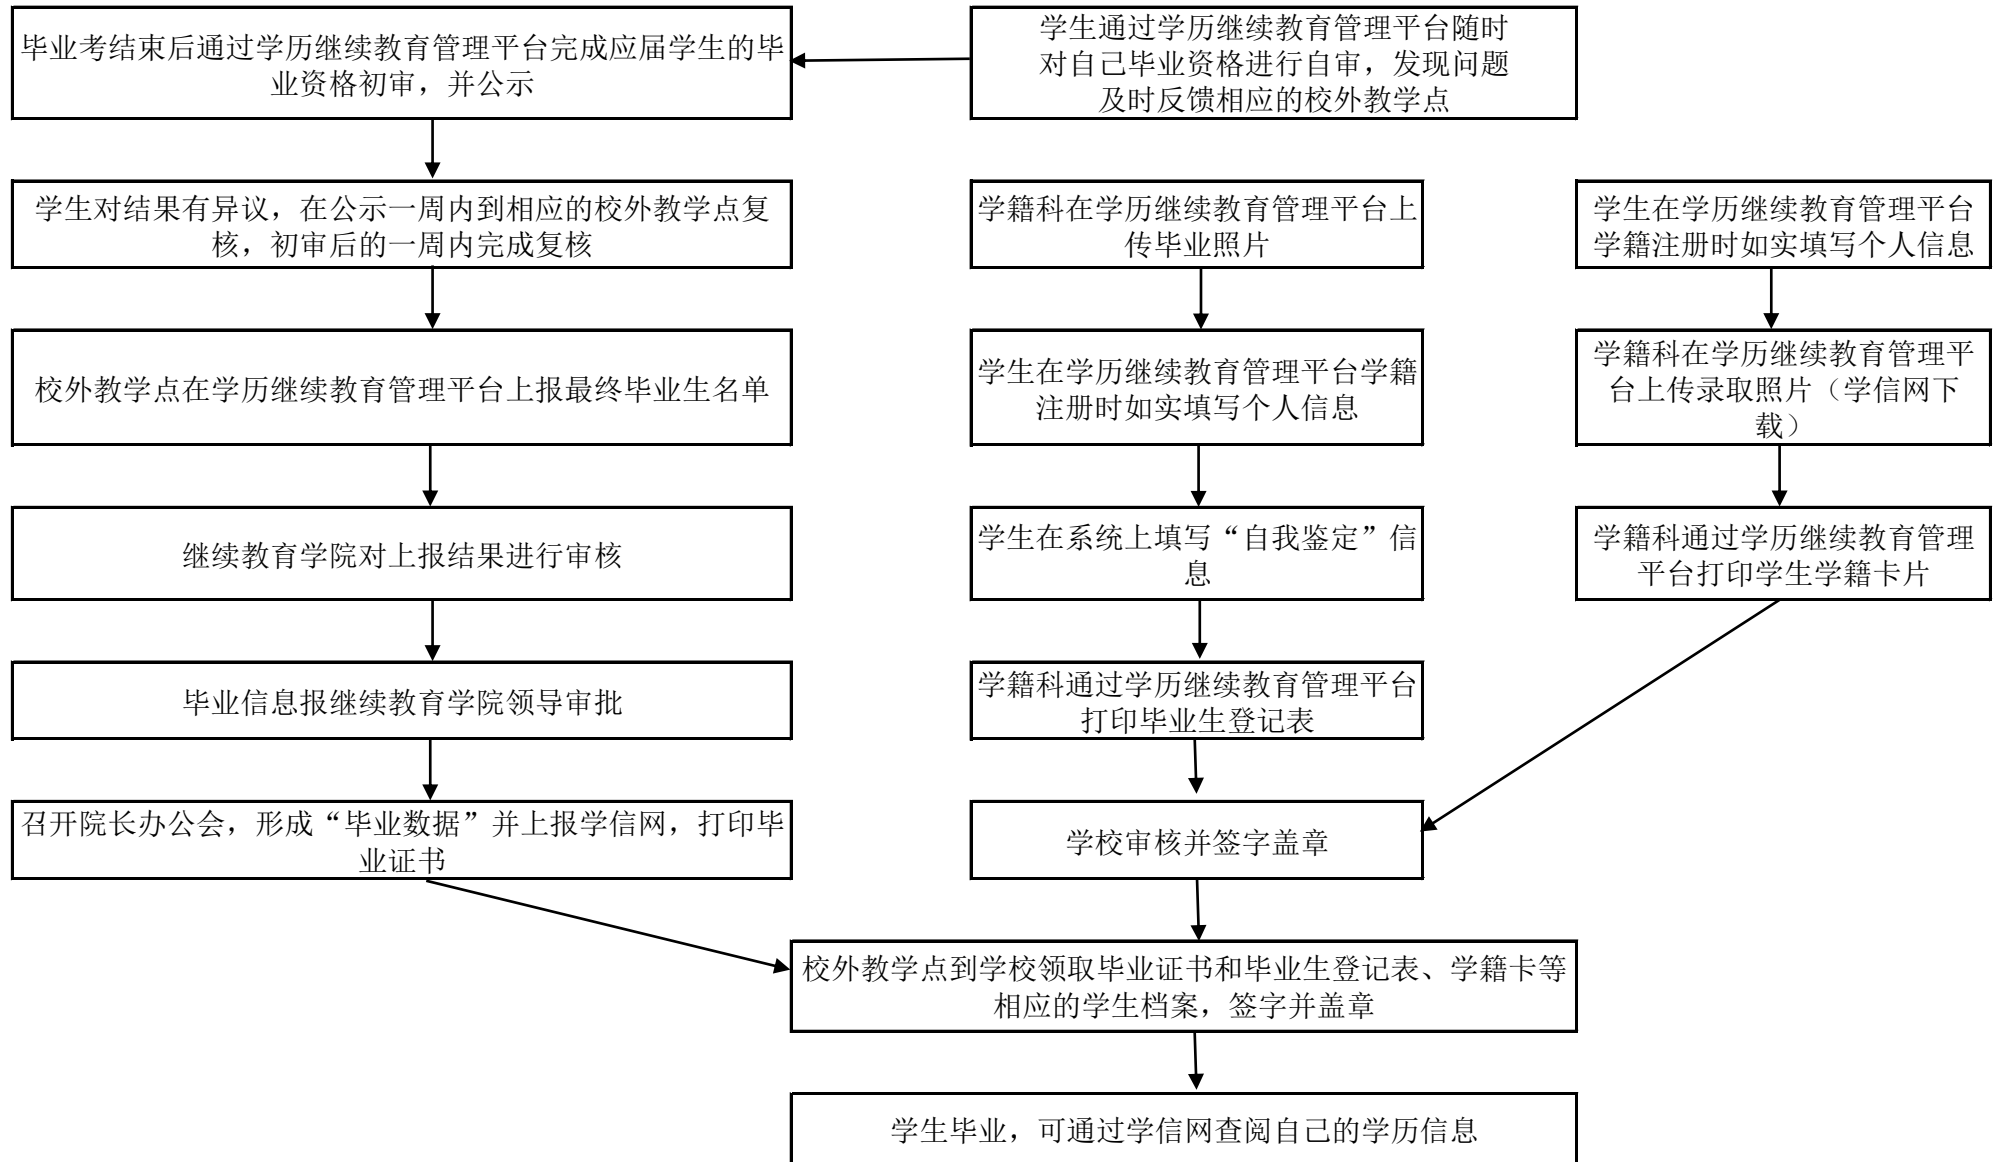 毕业考结束后通过学历继续教育管理平台完成应届学生的毕
业资格初审，并公示
学生通过学历继续教育管理平台随时
对自己毕业资格进行自审，发现问题
及时反馈相应的校外教学点
学生对结果有异议，在公示一周内到相应的校外教学点复
核，初审后的一周内完成复核
学籍科在学历继续教育管理平台上
传毕业照片
学生在学历继续教育管理平台
学籍注册时如实填写个人信息
校外教学点在学历继续教育管理平台上报最终毕业生名单
学生在学历继续教育管理平台学籍
注册时如实填写个人信息
学籍科在学历继续教育管理平
台上传录取照片（学信网下
载）
继续教育学院对上报结果进行审核
学生在系统上填写“自我鉴定”信
息
学籍科通过学历继续教育管理
平台打印学生学籍卡片
毕业信息报继续教育学院领导审批
学籍科通过学历继续教育管理平台
打印毕业生登记表
召开院长办公会，形成“毕业数据”并上报学信网，打印毕
业证书
学校审核并签字盖章
校外教学点到学校领取毕业证书和毕业生登记表、学籍卡等
相应的学生档案，签字并盖章
学生毕业，可通过学信网查阅自己的学历信息